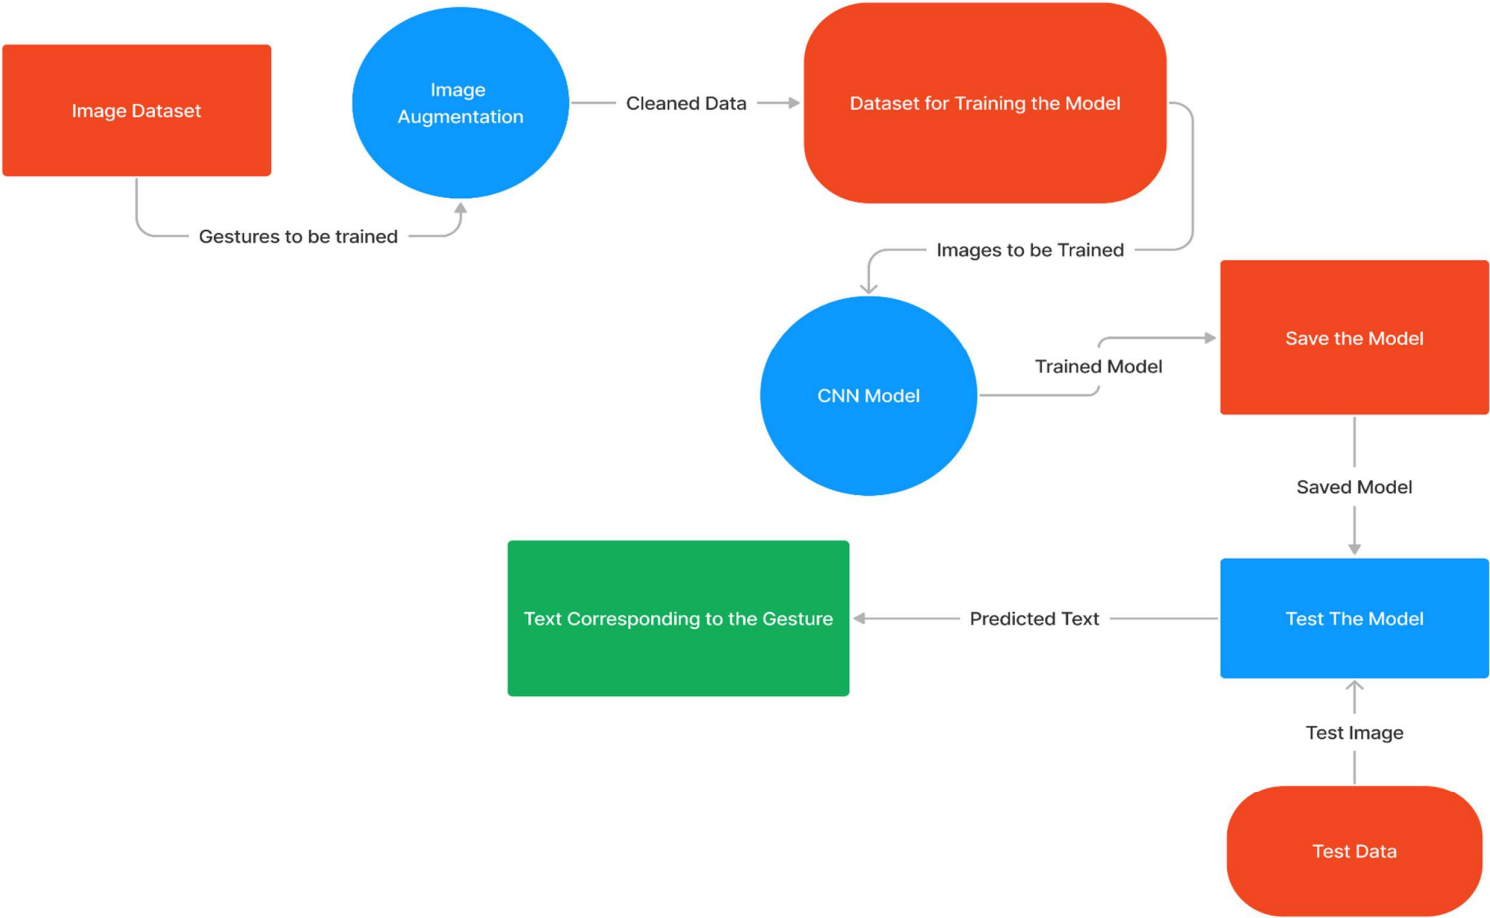 Image Dataset
Image
Augmentation
Cleaned Data
Dataset for Training the Model
Gestures to be trained
Images to be Trained
CNN Model
Trained Model
Save the Model
Saved Model
Test The Model
Predicted Text
Text Corresponding to the Gesture
Test Image
Test Data